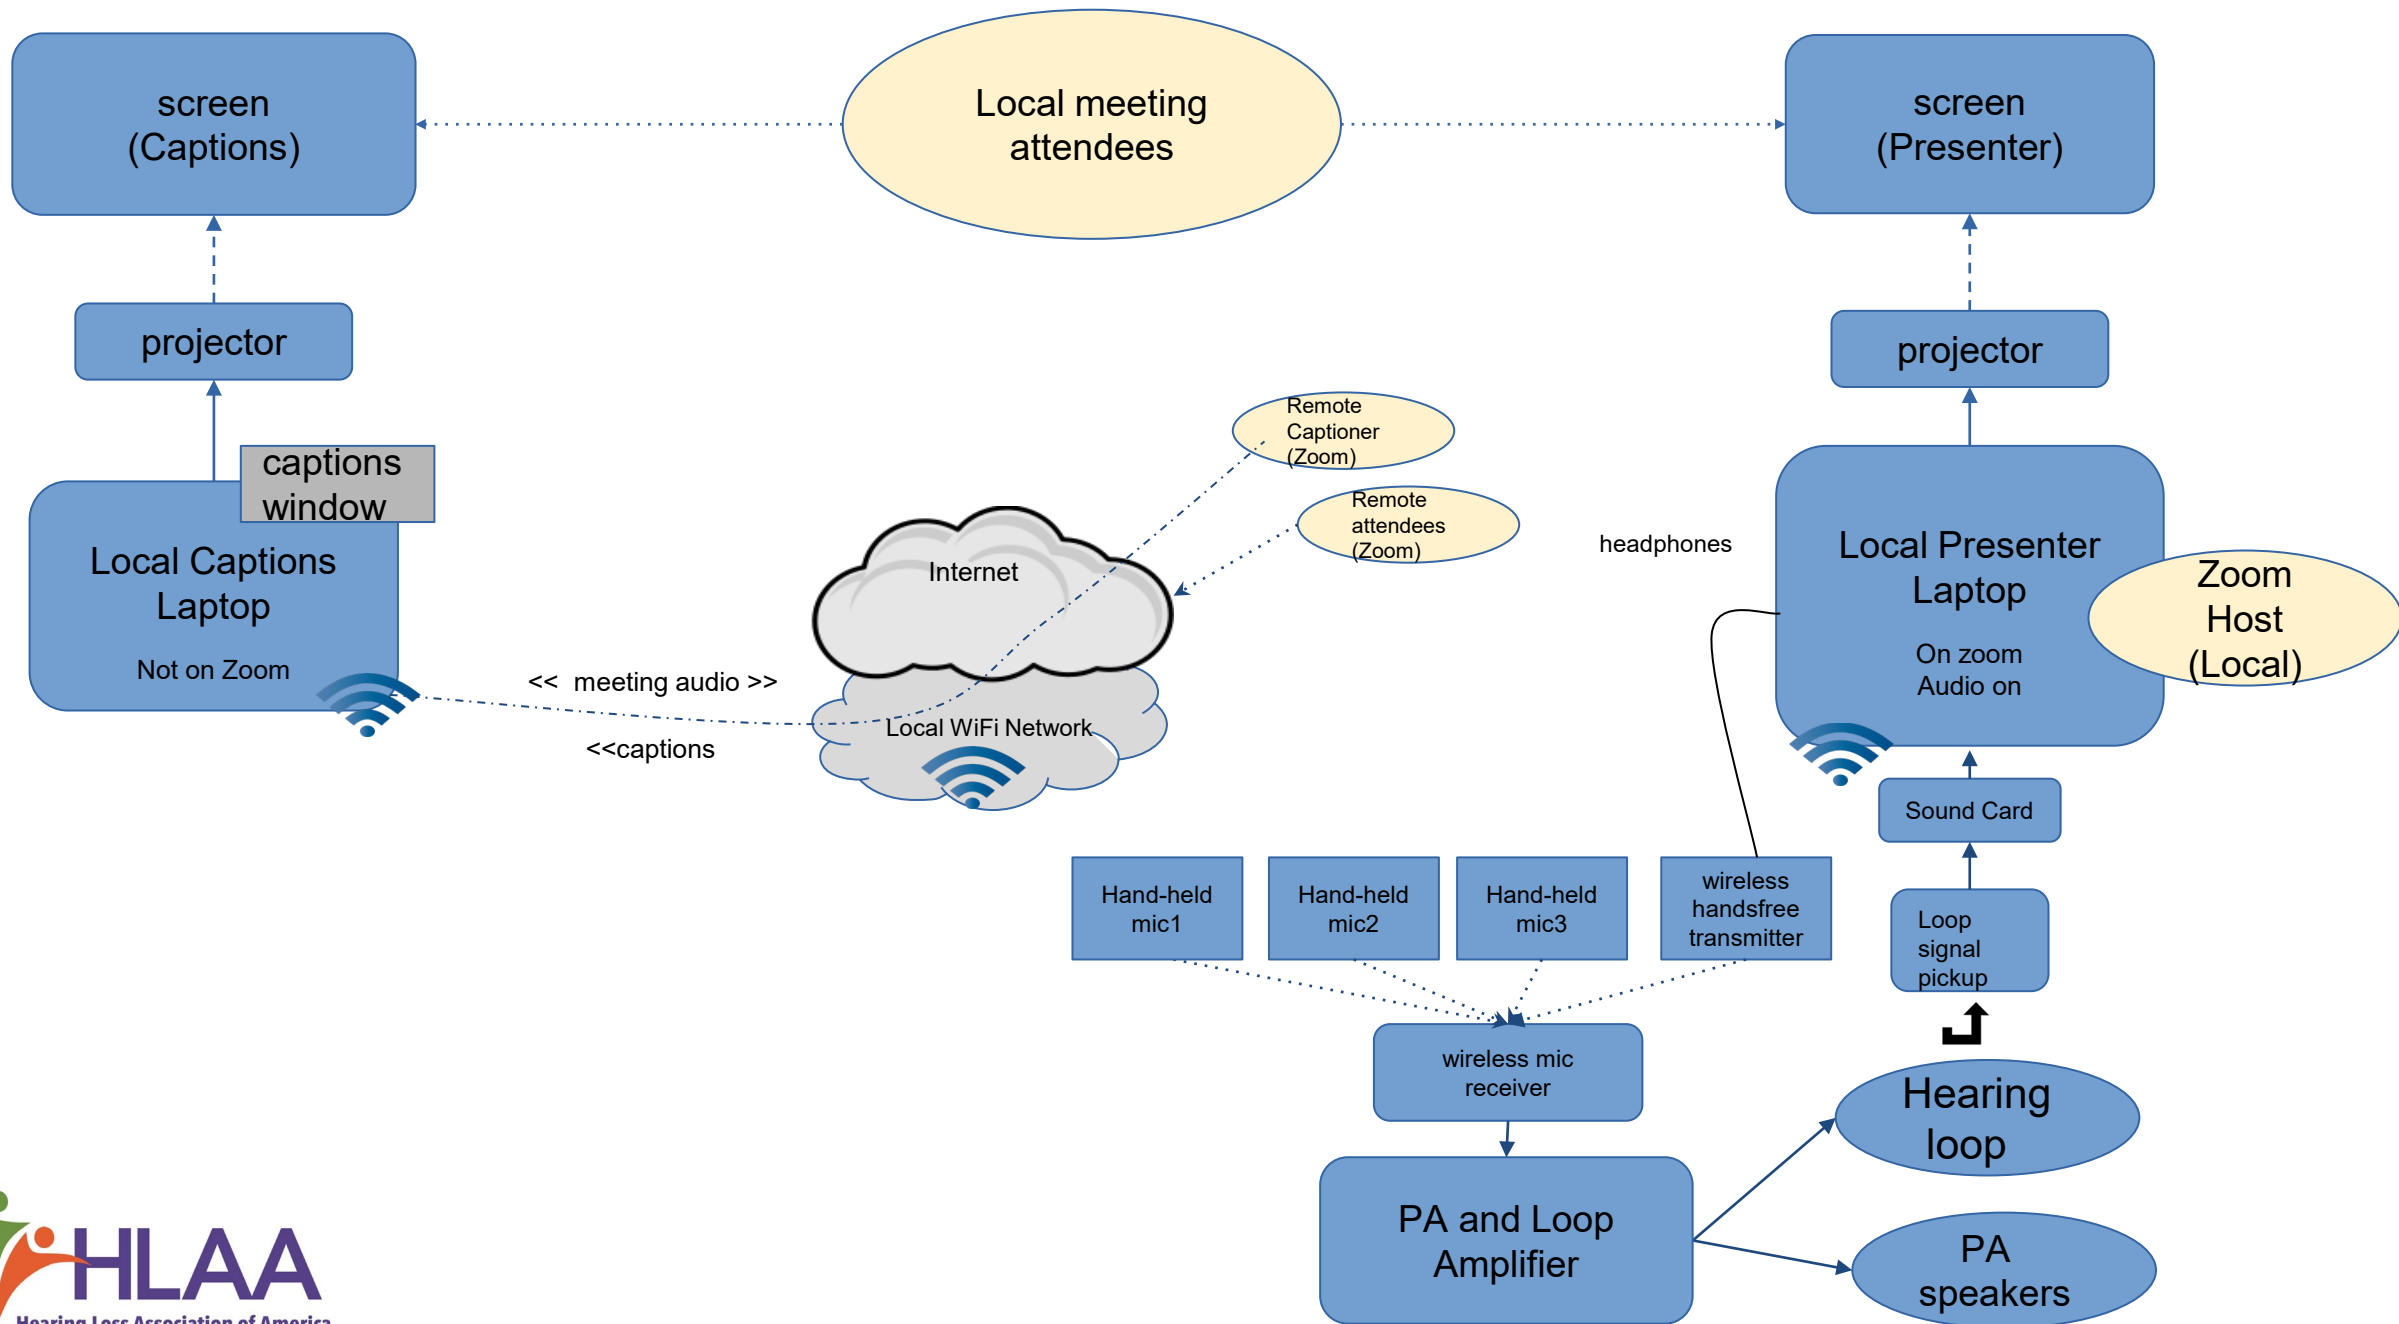 screen
(Captions)
Local meeting
attendees
screen
(Presenter)
projector
projector
captions
window
Local Captions
Laptop
Not on Zoom
Remote
Captioner
(Zoom)
Remote
attendees
(Zoom)
Internet
<< meeting audio >>
<<captions
Local WiFi Network
headphones
Local Presenter
Laptop
On zoom
Audio on
Zoom
Host
(Local)
Sound Card
Loop
signal
pickup
Hand-held
mic1
Hand-held
mic2
Hand-held
mic3
wireless
handsfree
transmitter
wireless mic
receiver
PA and Loop
Amplifier
Hearing
loop
PA
speakers
HLAA
Hearing Loss Association of America